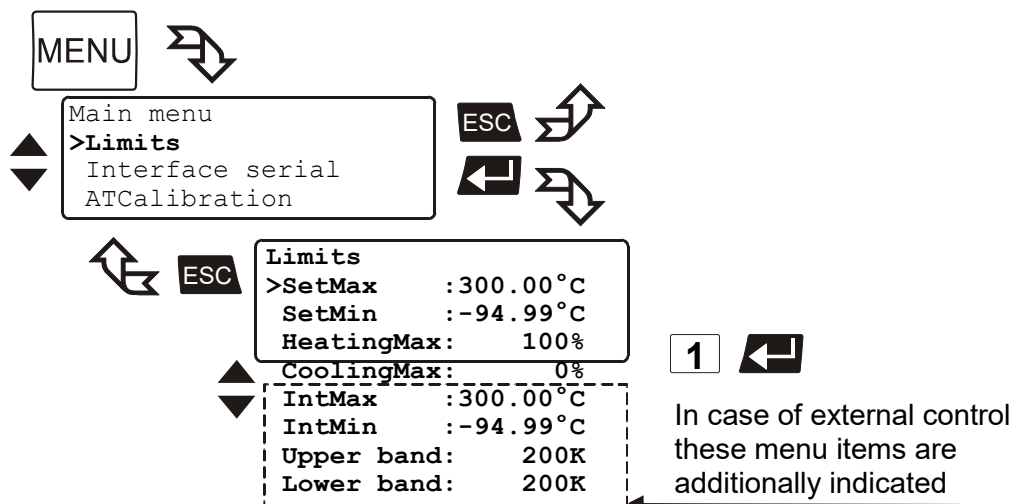 MENU
Main menu
>Limits
Interface serial
ATCalibration
ESC
ESC
Limits
>SetMax :300.00°C
SetMin :-94.99°C
HeatingMax: 100%
CoolingMax: 0%
IntMax :300.00°C
IntMin :-94.99°C
Upper band: 200K
Lower band: 200K
1
In case of external control
these menu items are
additionally indicated